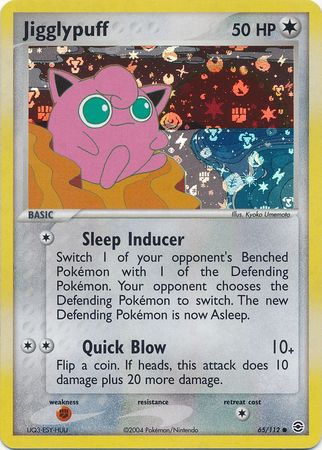 Jigglypuff 50 HP
BASIC
Illus. Kyoko Umemoto
Sleep Inducer
Switch 1 of your opponent's Benched
Pokémon with 1 of the Defending
Pokémon. Your opponent chooses the
Defending Pokémon to switch. The new
Defending Pokémon is now Asleep.
Quick Blow 10+
Flip a coin. If heads, this attack does 10
damage plus 20 more damage.
weakness resistance retreat cost
UQ3-ESY-HUU ©2004 Pokémon/Nintendo 65/112